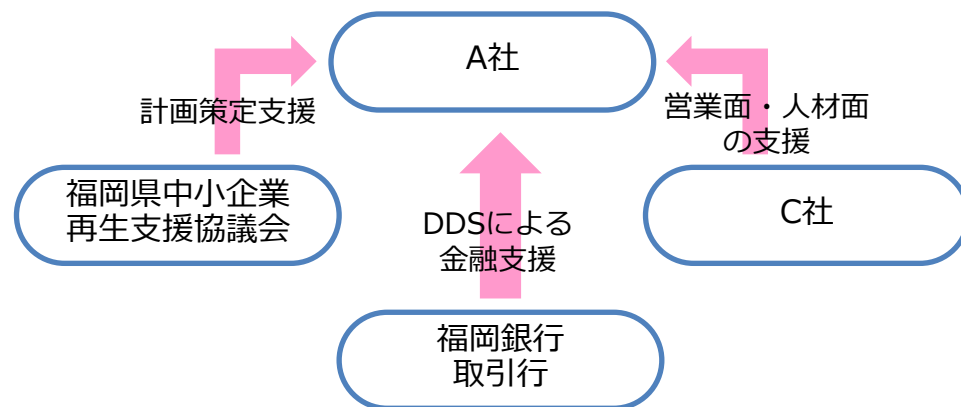 A社
計画策定支援
営業面・人材面
の支援
福岡県中小企業
再生支援協議会
DDSによる
金融支援
C社
福岡銀行
取引行